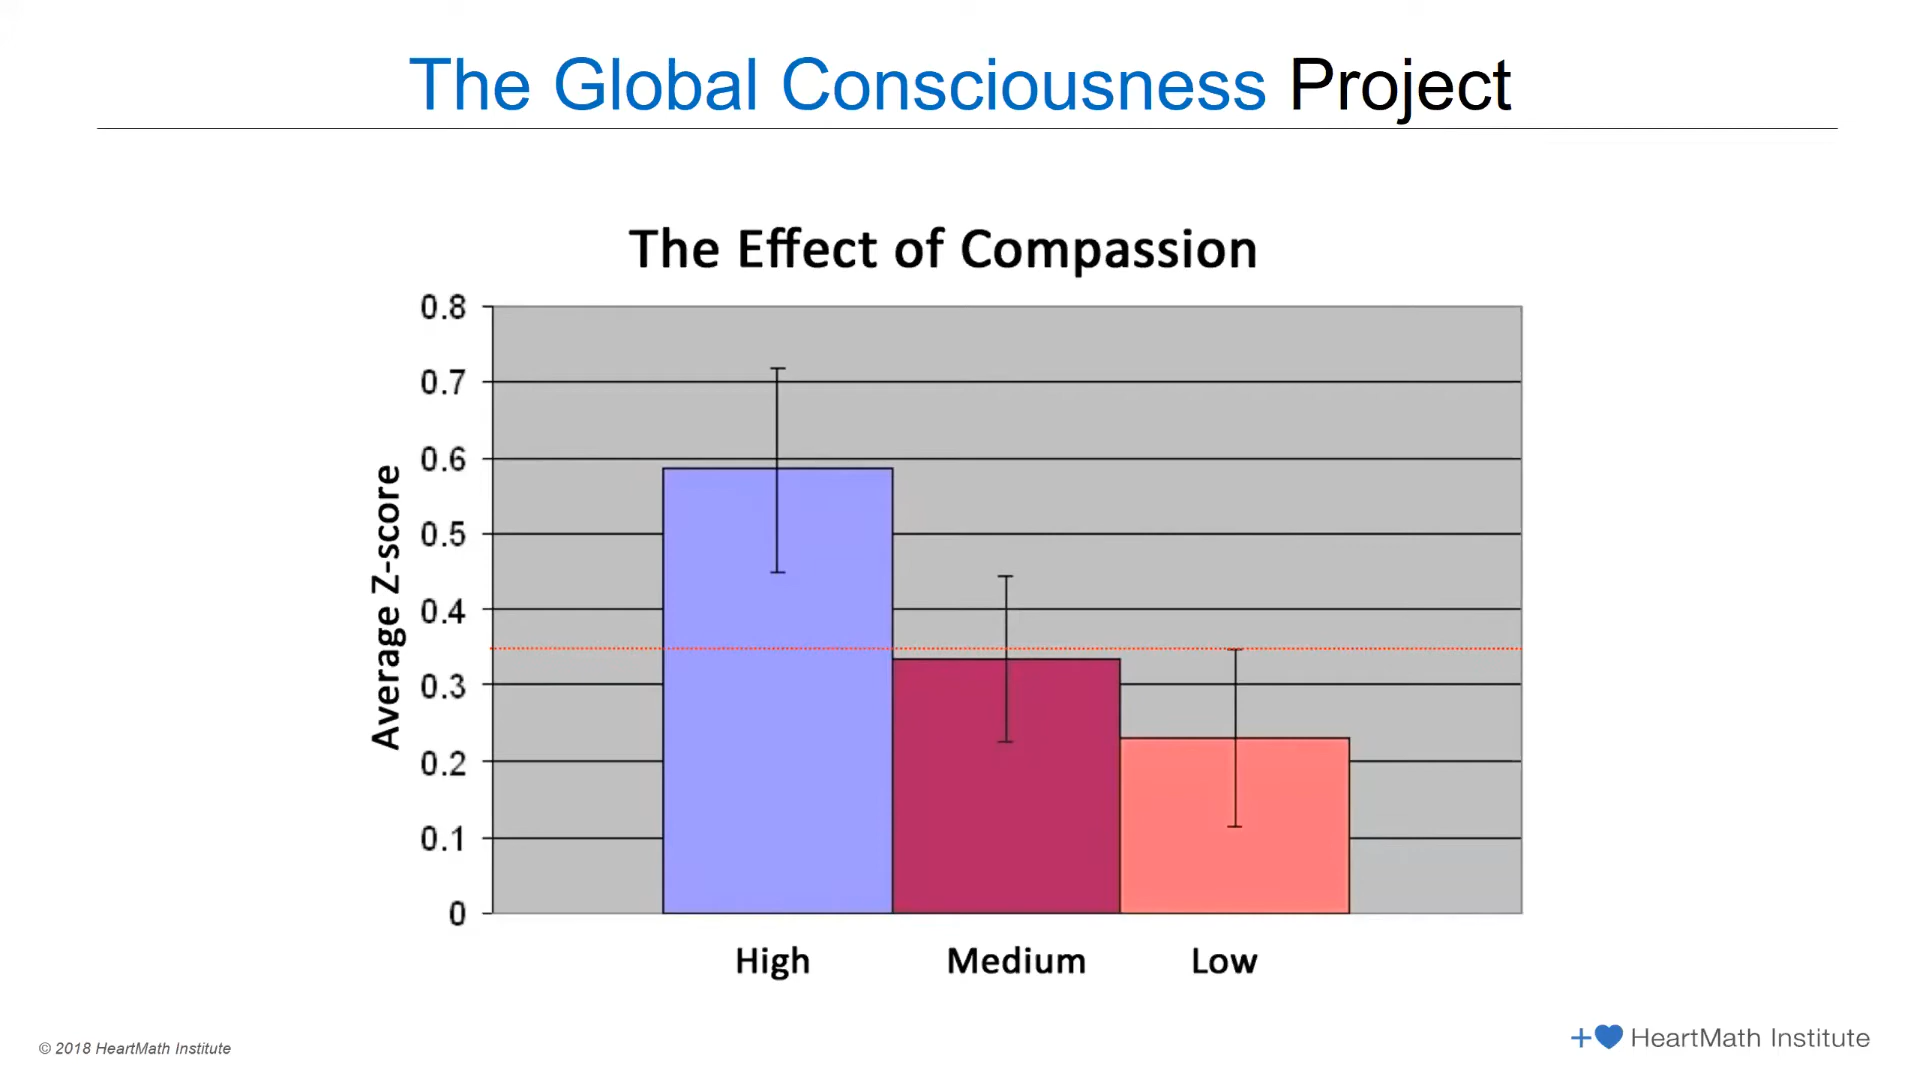 The Global Consciousness Project
The Effect of Compassion
0.8
0.7
0.6
0.5
0.4
0.3
0.2
0.1
0
Average Z-score
High
Medium
Low
© 2018 HeartMath Institute
HeartMath Institute